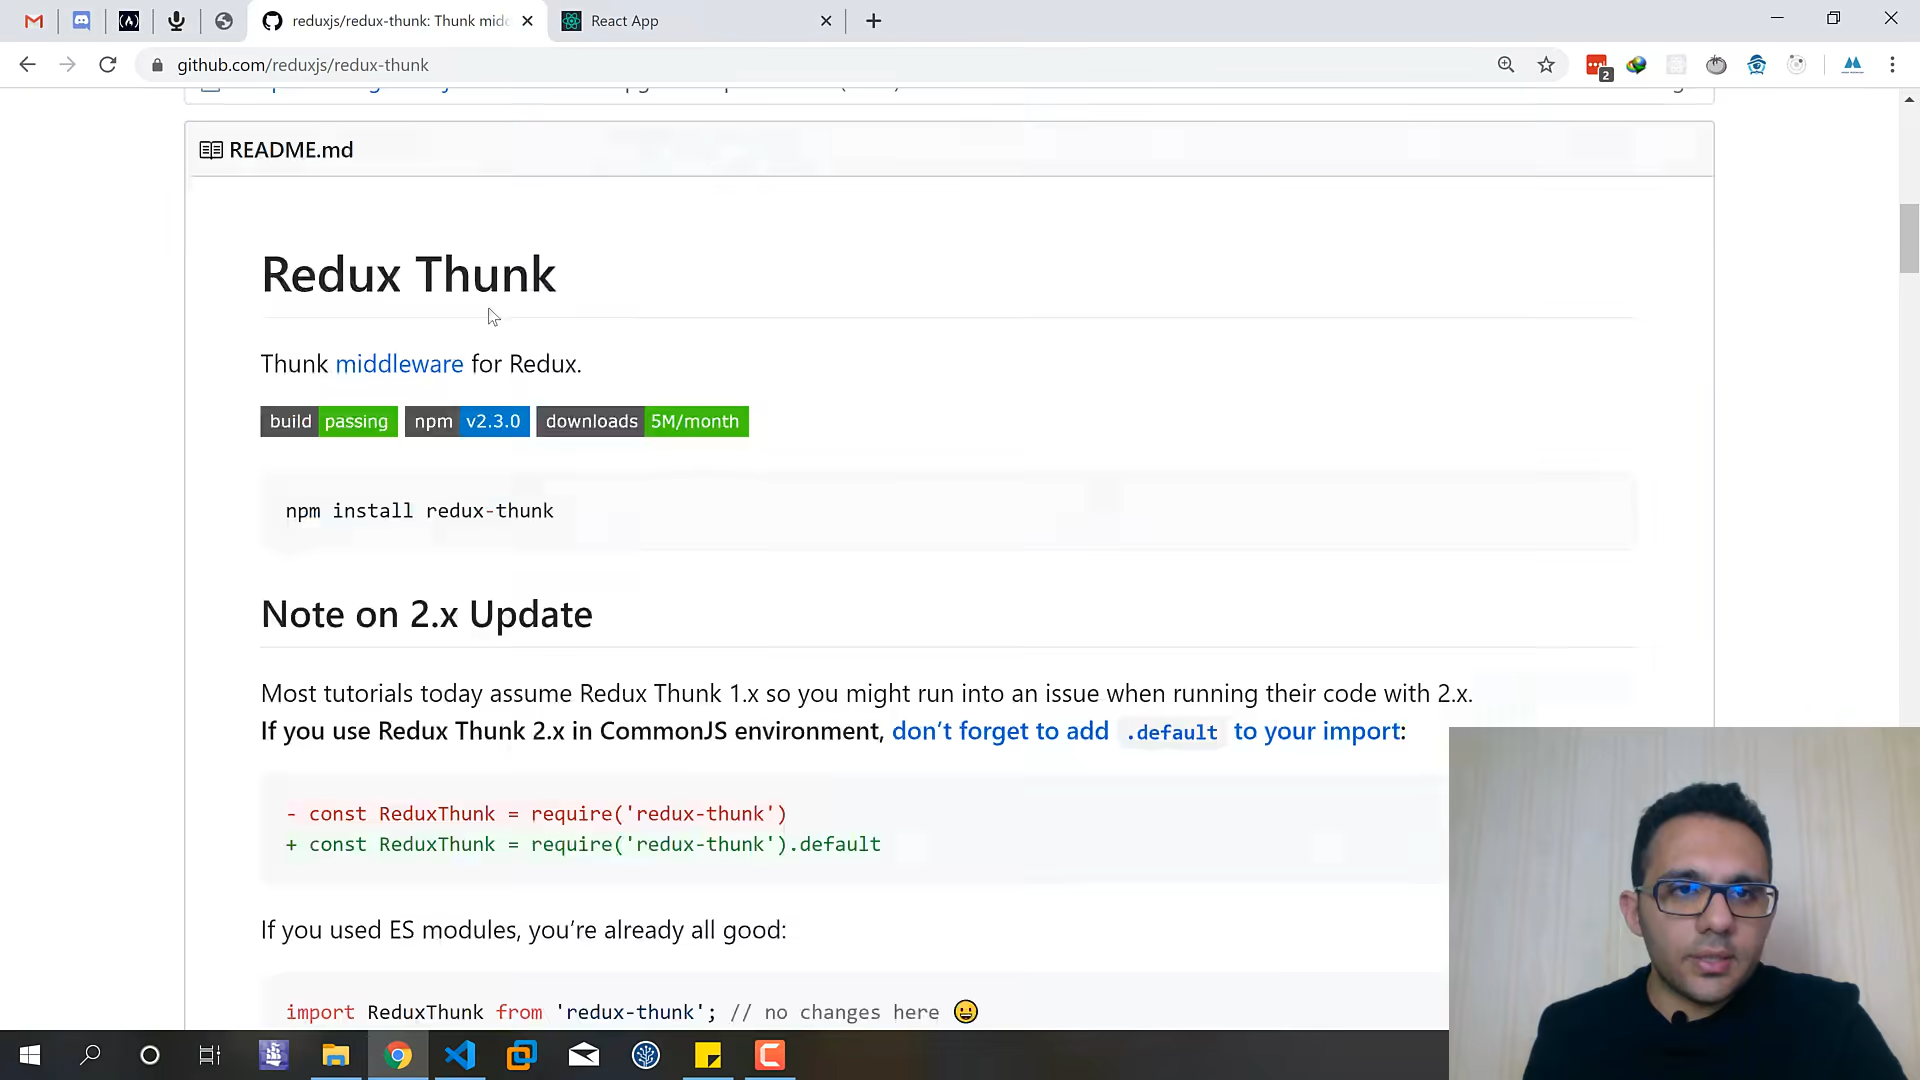 reduxjs/redux-thunk: Thunk mid
React App
github.com/reduxjs/redux-thunk
2
README.md
Redux Thunk
Thunk middleware for Redux.
build passing npm v2.3.0 downloads 5M/month
npm install redux-thunk
Note on 2.x Update
Most tutorials today assume Redux Thunk 1.x so you might run into an issue when running their code with 2.x.
If you use Redux Thunk 2.x in CommonJS environment, don’t forget to add .default to your import:
- const ReduxThunk = require('redux-thunk')
+ const ReduxThunk = require('redux-thunk').default
If you used ES modules, you’re already all good:
import ReduxThunk from 'redux-thunk'; // no changes here 😀